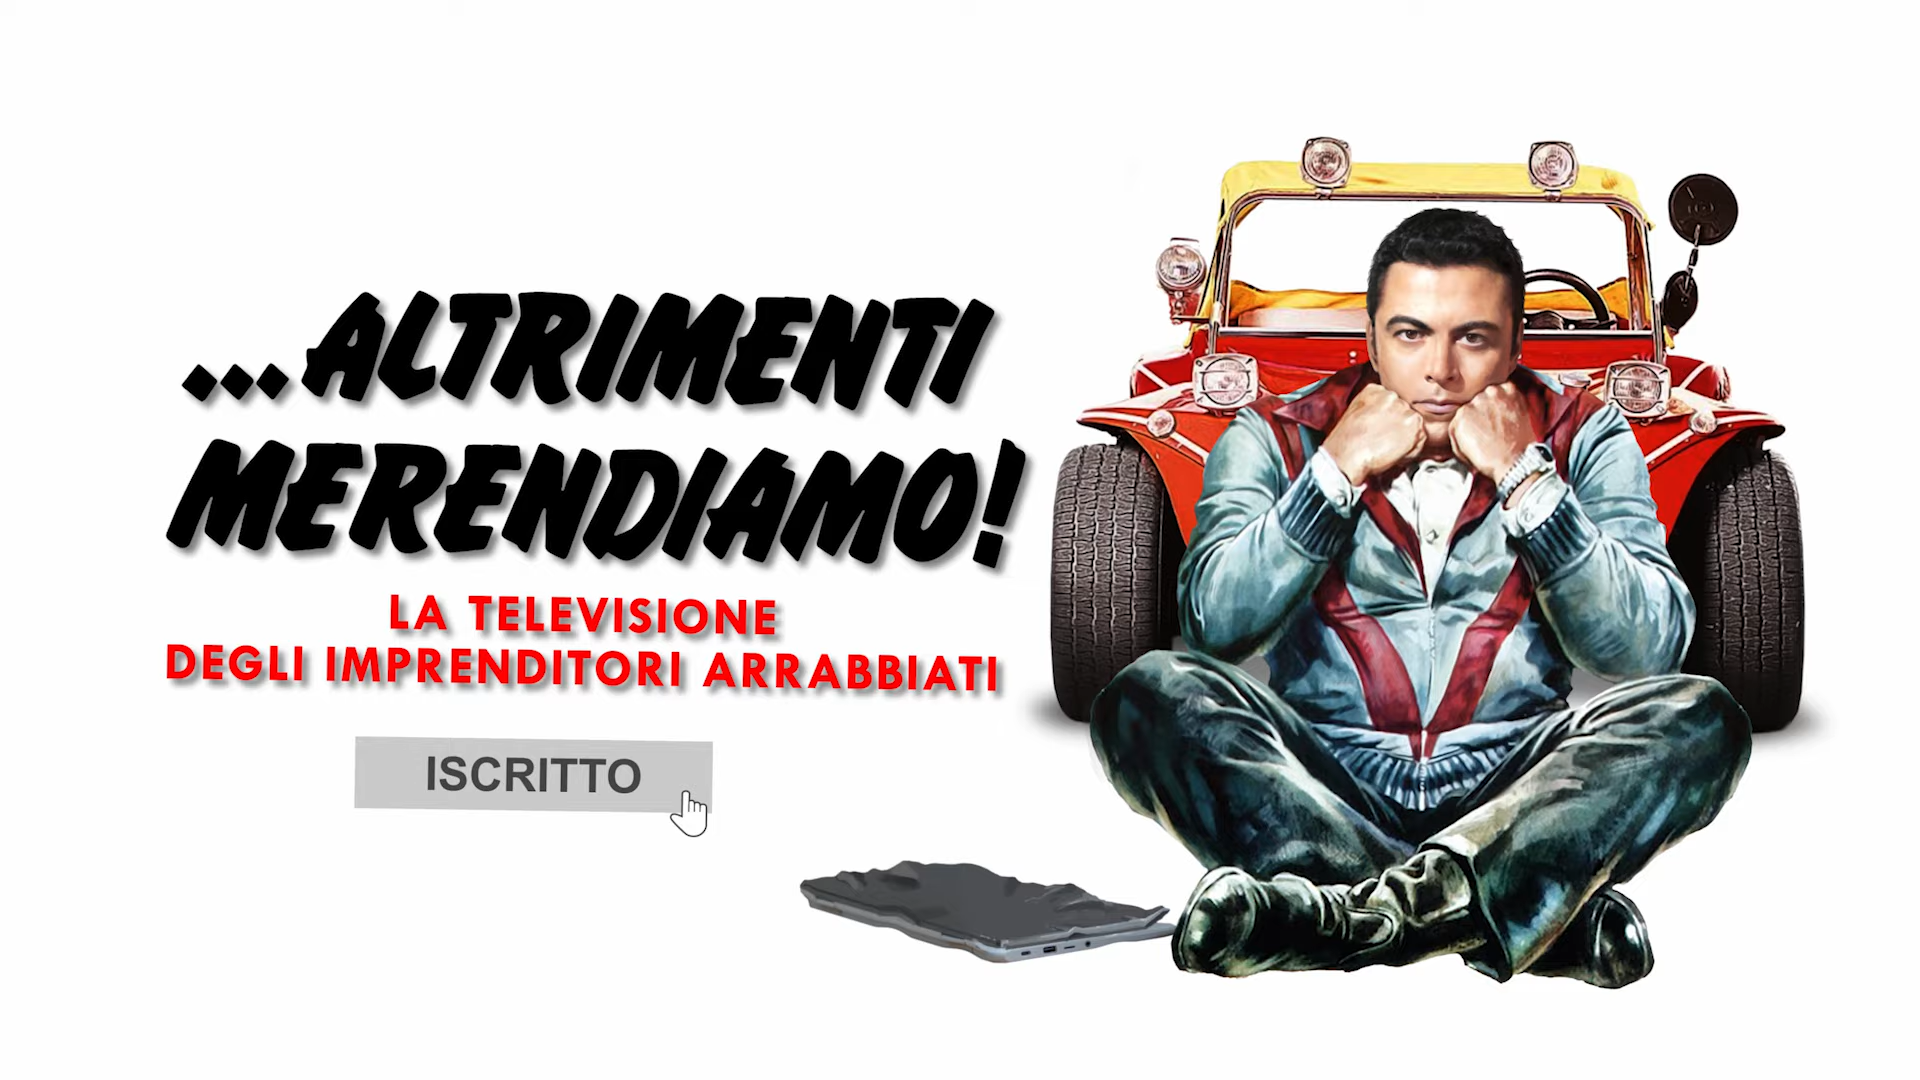 ...ALTRIMENTI
MERENDIAMO!
LA TELEVISIONE
DEGLI IMPRENDITORI ARRABBIATI
ISCRITTO